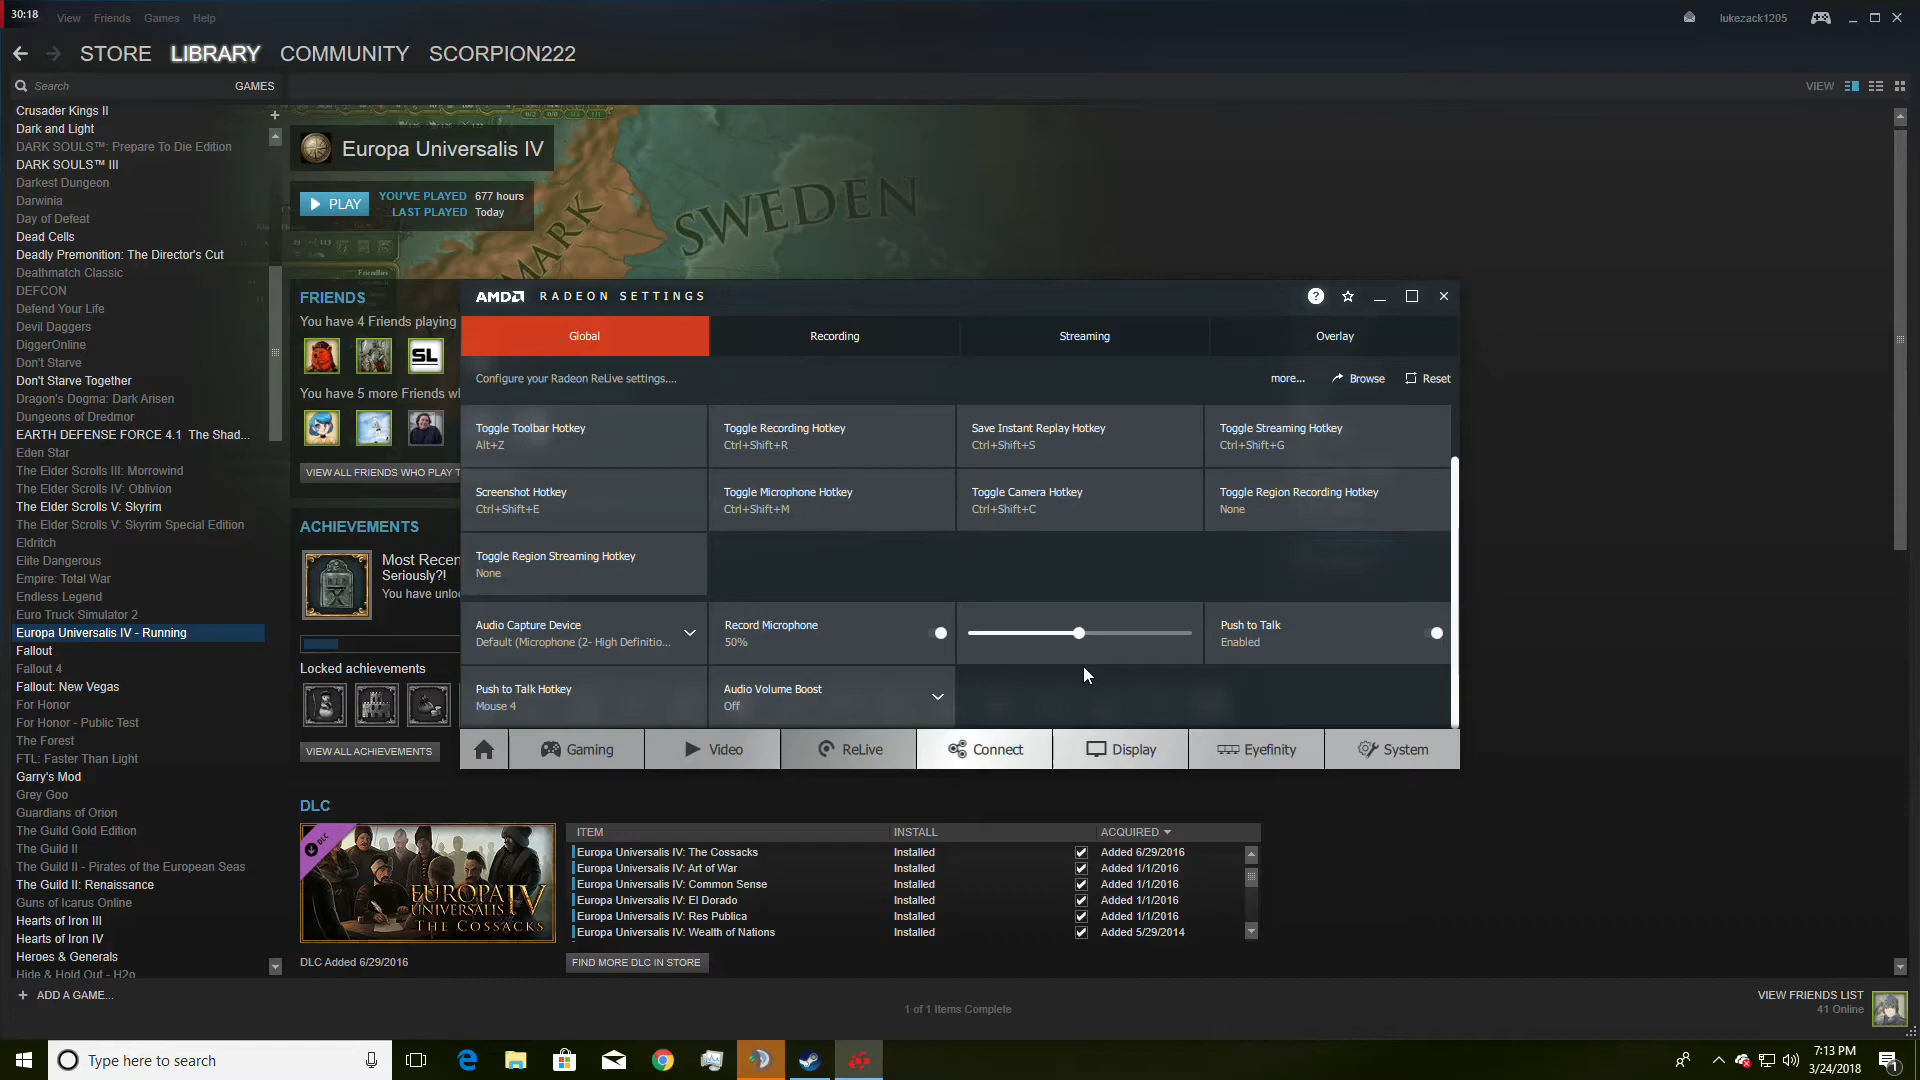 30:18
View Friends Games Help
lukezack1205
STORE LIBRARY COMMUNITY SCORPION222
Search GAMES
VIEW
Crusader Kings II
Dark and Light
DARK SOULS™: Prepare To Die Edition
DARK SOULS™ III
Darkest Dungeon
Darwinia
Day of Defeat
Dead Cells
Deadly Premonition: The Director's Cut
Deathmatch Classic
DEFCON
Defend Your Life
Devil Daggers
DiggerOnline
Don't Starve
Don't Starve Together
Dragon's Dogma: Dark Arisen
Dungeons of Dredmor
EARTH DEFENSE FORCE 4.1 The Shad...
Eden Star
The Elder Scrolls III: Morrowind
The Elder Scrolls IV: Oblivion
The Elder Scrolls V: Skyrim
The Elder Scrolls V: Skyrim Special Edition
Eldritch
Elite Dangerous
Empire: Total War
Endless Legend
Euro Truck Simulator 2
Europa Universalis IV - Running
Fallout
Fallout 4
Fallout: New Vegas
For Honor
For Honor - Public Test
The Forest
FTL: Faster Than Light
Garry's Mod
Grey Goo
Guardians of Orion
The Guild Gold Edition
The Guild II
The Guild II - Pirates of the European Seas
The Guild II: Renaissance
Guns of Icarus Online
Hearts of Iron III
Hearts of Iron IV
Heroes & Generals
Hide & Hold Out - H2o
ADD A GAME...
Europa Universalis IV
PLAY
YOU'VE PLAYED 677 hours
LAST PLAYED Today
SWEDEN
MARK
FRIENDS
You have 4 Friends playing
SL
You have 5 more Friends w
VIEW ALL FRIENDS WHO PLAY T
ACHIEVEMENTS
Most Recen
Seriously?!
You have unlo
Locked achievements
VIEW ALL ACHIEVEMENTS
AMD RADEON SETTINGS
Global Recording Streaming Overlay
Configure your Radeon ReLive settings....
more... Browse Reset
Toggle Toolbar Hotkey
Alt+Z
Toggle Recording Hotkey
Ctrl+Shift+R
Save Instant Replay Hotkey
Ctrl+Shift+S
Toggle Streaming Hotkey
Ctrl+Shift+G
Screenshot Hotkey
Ctrl+Shift+E
Toggle Microphone Hotkey
Ctrl+Shift+M
Toggle Camera Hotkey
Ctrl+Shift+C
Toggle Region Recording Hotkey
None
Toggle Region Streaming Hotkey
None
Audio Capture Device
Default (Microphone (2- High Definitio...
Record Microphone
50%
Push to Talk
Enabled
Push to Talk Hotkey
Mouse 4
Audio Volume Boost
Off
Gaming Video ReLive Connect Display Eyefinity System
DLC
DLC
EUROPA IV
UNIVERSALIS
THE COSSACKS
DLC Added 6/29/2016
ITEM INSTALL ACQUIRED
Europa Universalis IV: The Cossacks Installed Added 6/29/2016
Europa Universalis IV: Art of War Installed Added 1/1/2016
Europa Universalis IV: Common Sense Installed Added 1/1/2016
Europa Universalis IV: El Dorado Installed Added 1/1/2016
Europa Universalis IV: Res Publica Installed Added 1/1/2016
Europa Universalis IV: Wealth of Nations Installed Added 5/29/2014
FIND MORE DLC IN STORE
1 of 1 Items Complete
VIEW FRIENDS LIST
41 Online
Type here to search
7:13 PM
3/24/2018
1